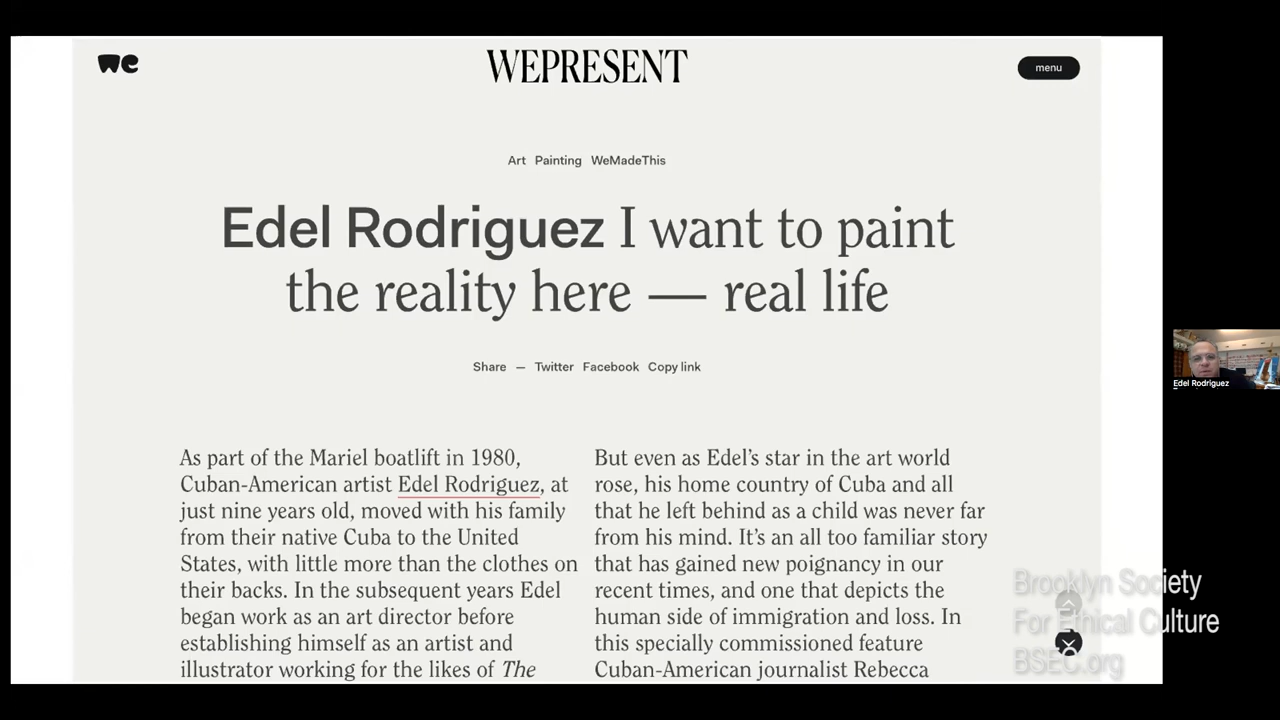 we
WEPRESENT
menu
Art Painting WeMadeThis
Edel Rodriguez I want to paint
the reality here — real life
Share — Twitter Facebook Copy link
As part of the Mariel boatlift in 1980,
Cuban-American artist Edel Rodriguez, at
just nine years old, moved with his family
from their native Cuba to the United
States, with little more than the clothes on
their backs. In the subsequent years Edel
began work as an art director before
establishing himself as an artist and
illustrator working for the likes of The
But even as Edel’s star in the art world
rose, his home country of Cuba and all
that he left behind as a child was never far
from his mind. It’s an all too familiar story
that has gained new poignancy in our
recent times, and one that depicts the
human side of immigration and loss. In
this specially commissioned feature
Cuban-American journalist Rebecca
Edel Rodriguez
Brooklyn Society
For Ethical Culture
BSEC.org